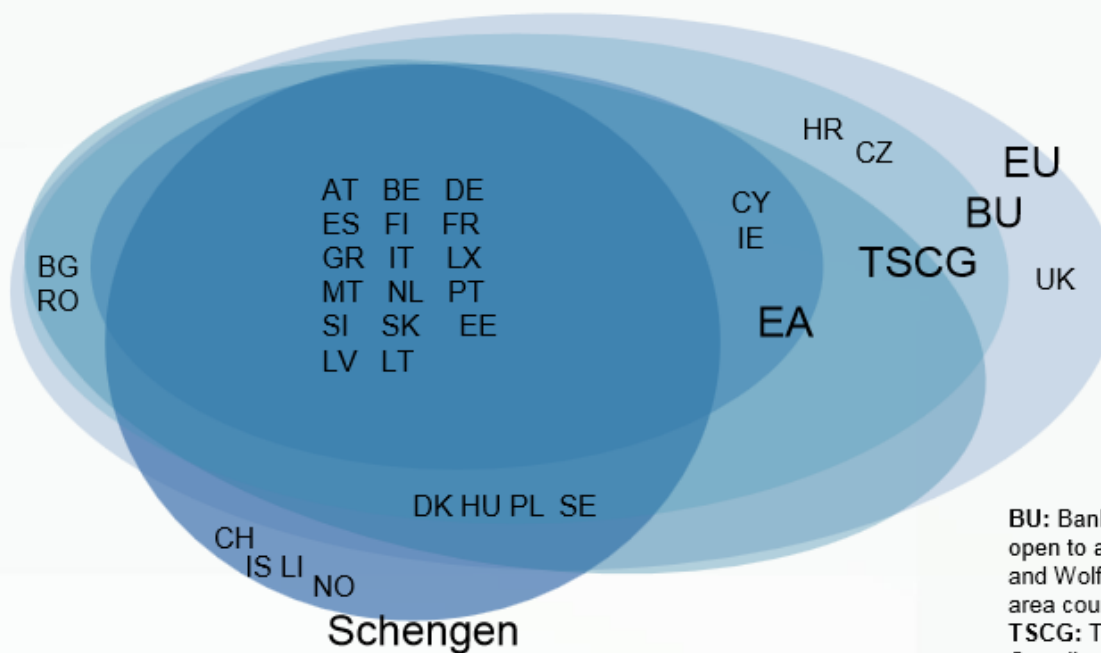 HR
CZ
EU
BU
TSCG
UK
AT BE DE
ES FI FR
GR IT LX
MT NL PT
SI SK EE
LV LT
CY
IE
EA
BG
RO
DK HU PL SE
CH
IS LI
NO
Schengen
BU:
open to a
and Wolf
area cou
TSCG: T